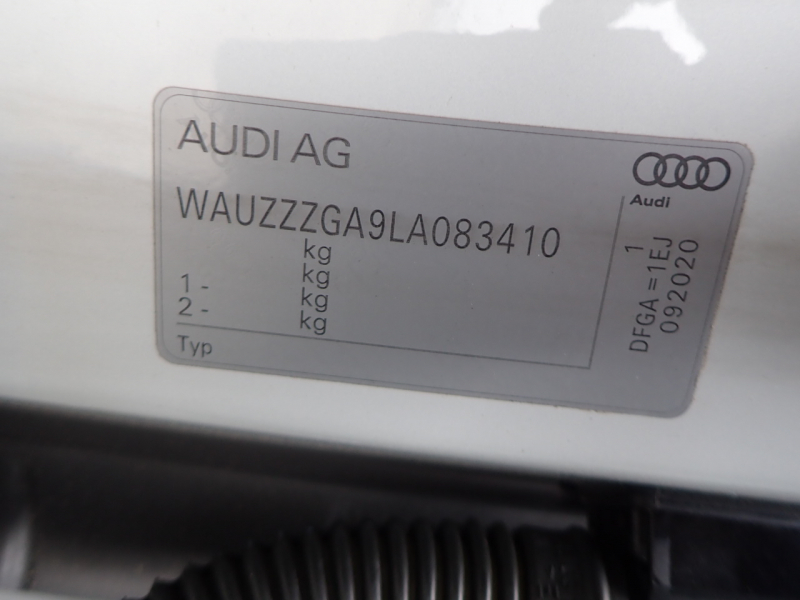 AUDI AG
WAUZZZGA9LA083410
kg
kg
1 - kg
2 - kg
Typ
Audi
1
DFGA = 1EJ
092020